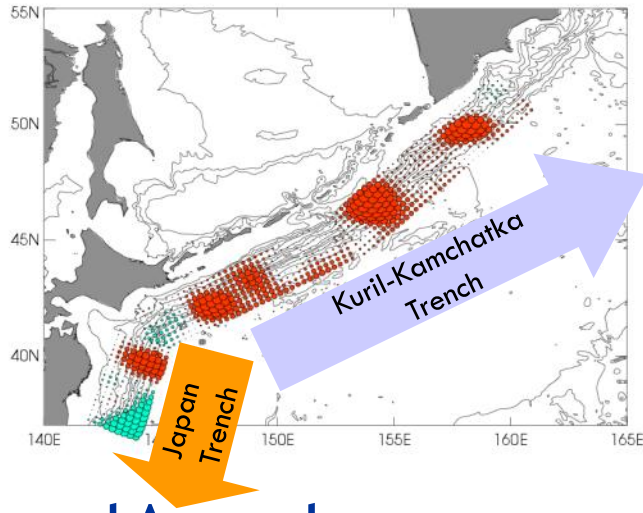 55N
50N
45N
40N
Kuril-Kamchatka
Trench
Japan
Trench
140E
150E
155E
160E
165E